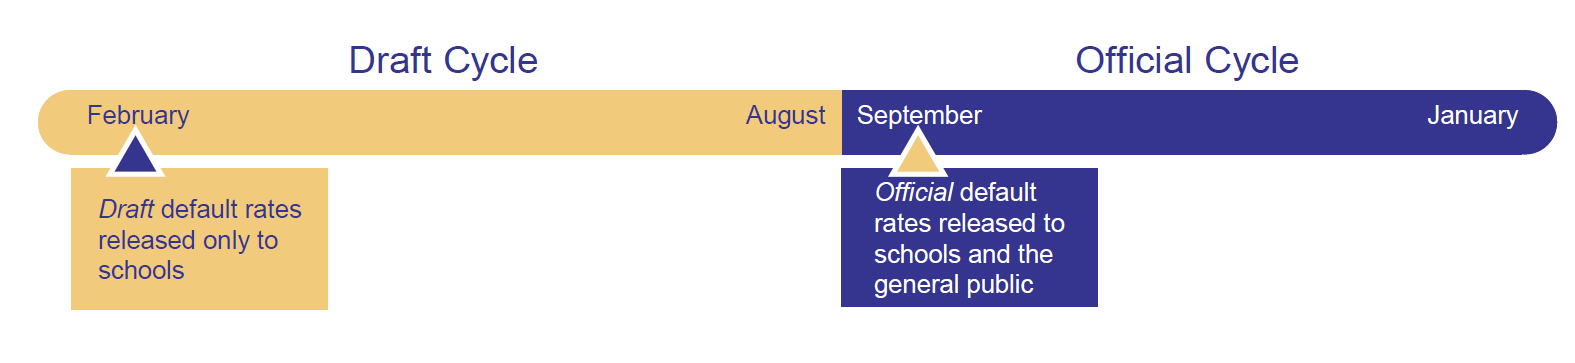 Draft Cycle
Official Cycle
February
August
September
January
Draft default rates
released only to
schools
Official default
rates released to
schools and the
general public